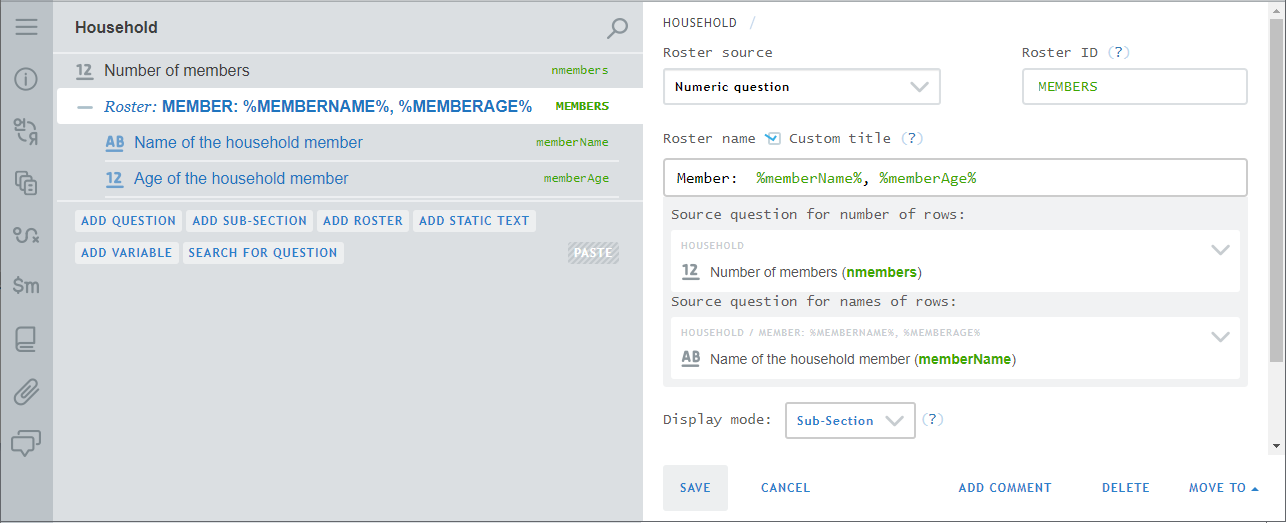 Household
12 Number of members nmembers
Roster: MEMBER: %MEMBERNAME%, %MEMBERAGE% MEMBERS
AB Name of the household member memberName
12 Age of the household member memberAge
ADD QUESTION ADD SUB-SECTION ADD ROSTER ADD STATIC TEXT
ADD VARIABLE SEARCH FOR QUESTION PASTE
$m
HOUSEHOLD /
Roster source Roster ID (?)
Numeric question MEMBERS
Roster name Custom title (?)
Member: %memberName%, %memberAge%
Source question for number of rows:
HOUSEHOLD
12 Number of members (nmembers)
Source question for names of rows:
HOUSEHOLD / MEMBER: %MEMBERNAME%, %MEMBERAGE%
AB Name of the household member (memberName)
Display mode: Sub-Section (?)
SAVE CANCEL ADD COMMENT DELETE MOVE TO